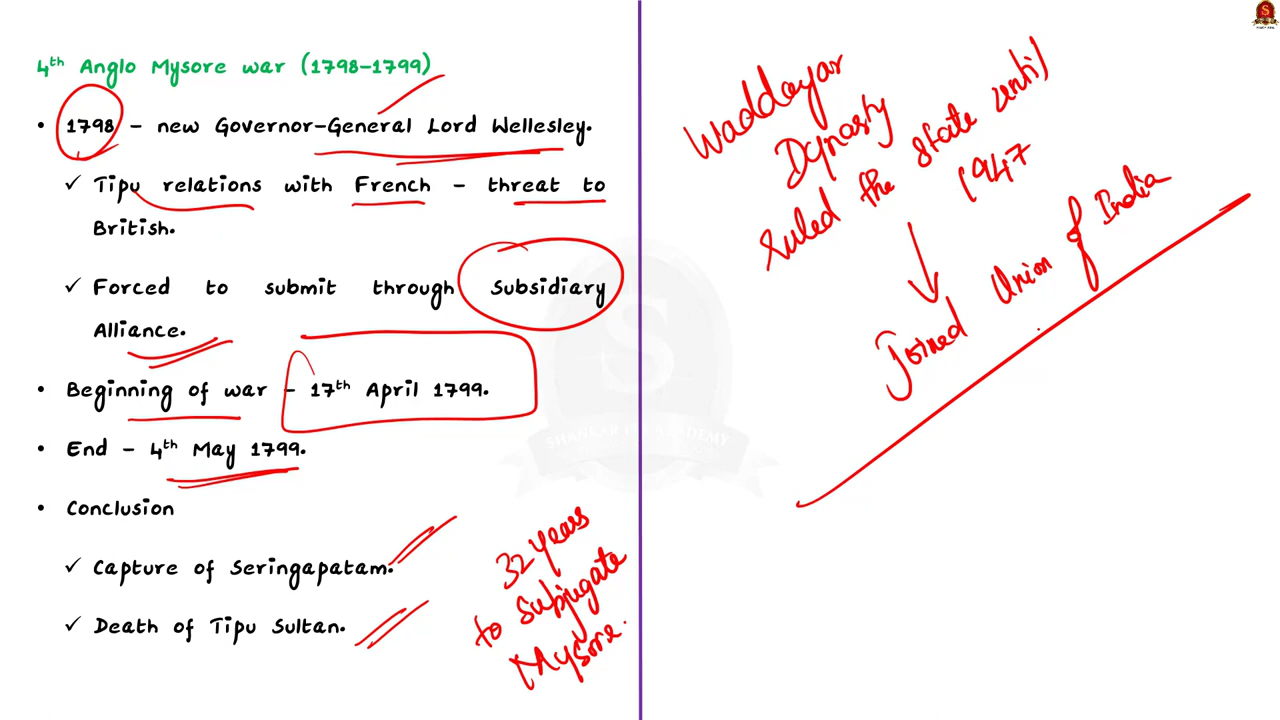 4th Anglo Mysore war (1798-1799)
• 1798 - new Governor-General Lord Wellesley.
✓ Tipu relations with French - threat to
British.
✓ Forced to submit through Subsidiary
Alliance.
• Beginning of war - 17th April 1799.
• End - 4th May 1799.
• Conclusion
✓ Capture of Seringapatam.
✓ Death of Tipu Sultan.
32 years
to subjugate
Mysore.
Waddayar
Dynasty
ruled the state until
1947
Joined Union of India
SHANKAR IAS ACADEMY